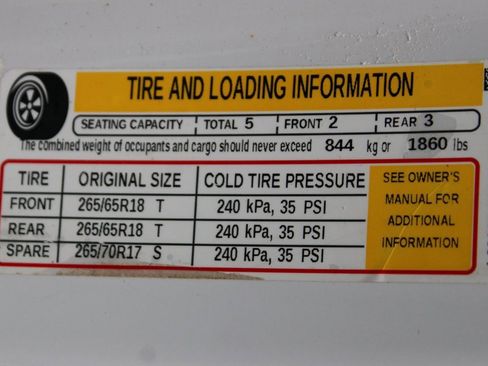 TIRE AND LOADING INFORMATION
SEATING CAPACITY TOTAL 5 FRONT 2 REAR 3
The combined weight of occupants and cargo should never exceed 844 kg or 1860 lbs
TIRE ORIGINAL SIZE COLD TIRE PRESSURE
FRONT 265/65R18 T 240 kPa, 35 PSI
REAR 265/65R18 T 240 kPa, 35 PSI
SPARE 265/70R17 S 240 kPa, 35 PSI
SEE OWNER'S
MANUAL FOR
ADDITIONAL
INFORMATION